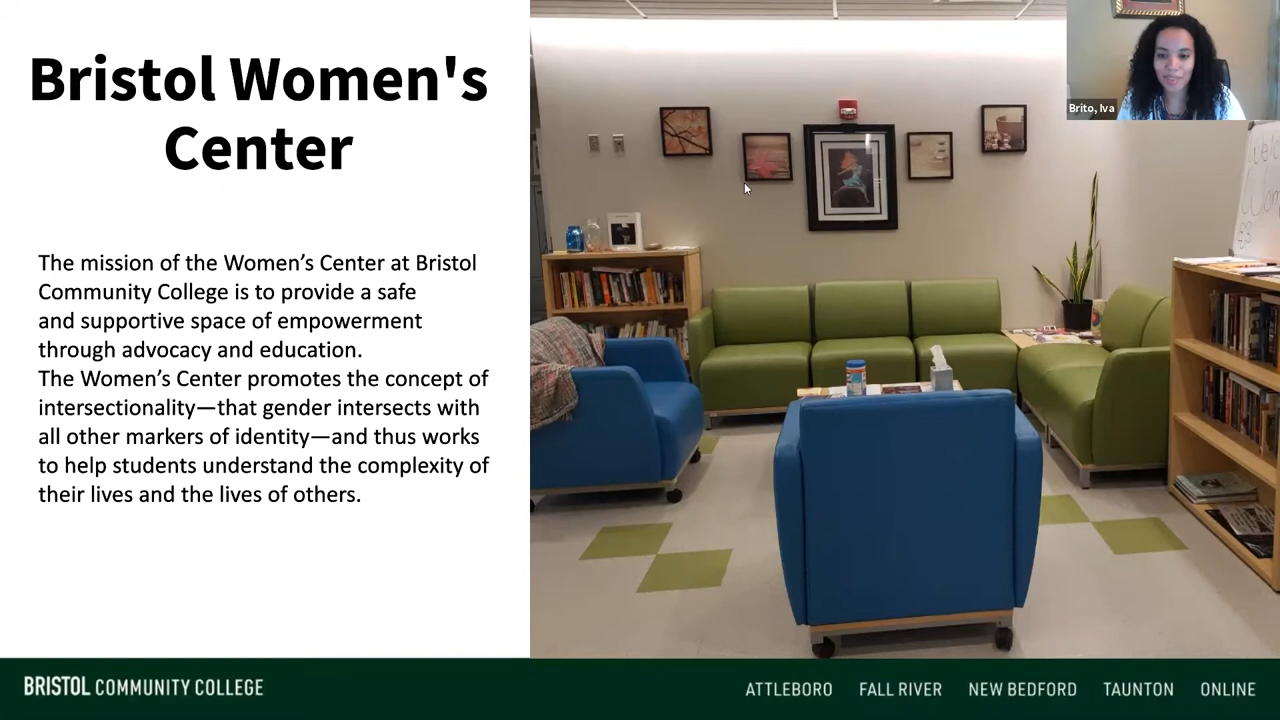 Bristol Women's
Center
The mission of the Women’s Center at Bristol
Community College is to provide a safe
and supportive space of empowerment
through advocacy and education.
The Women’s Center promotes the concept of
intersectionality—that gender intersects with
all other markers of identity—and thus works
to help students understand the complexity of
their lives and the lives of others.
Brito, Iva
BRISTOL COMMUNITY COLLEGE
ATTLEBORO FALL RIVER NEW BEDFORD TAUNTON ONLINE